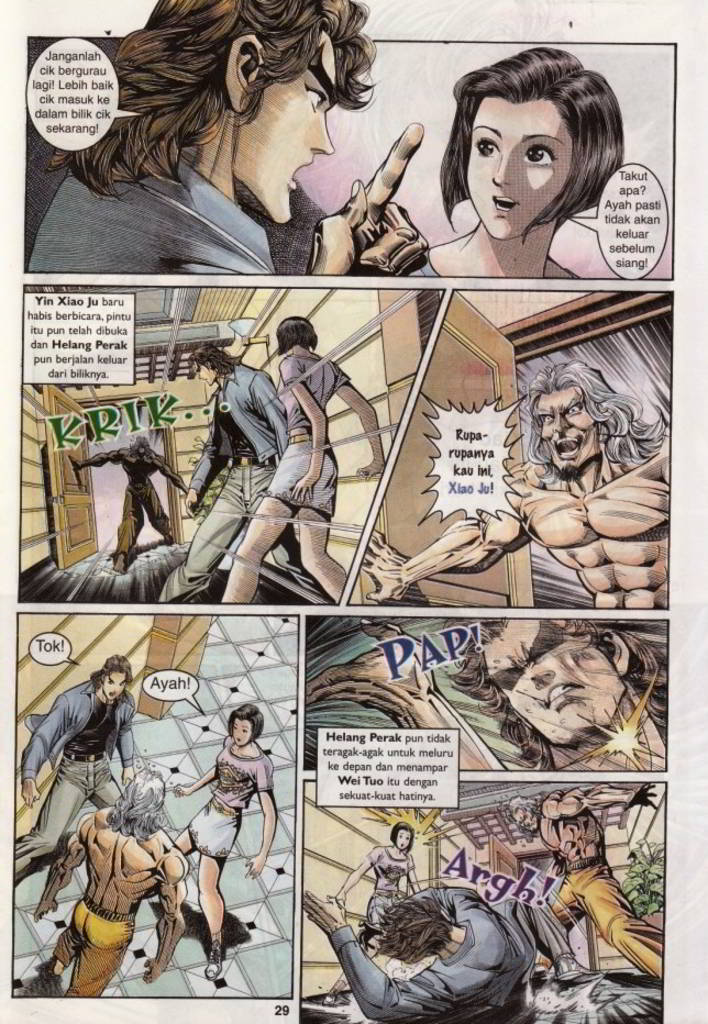 Janganlah
cik bergurau
lagi! Lebih baik
cik masuk ke
dalam bilik cik
sekarang!
Takut
apa?
Ayah pasti
tidak akan
keluar
sebelum
siang!
Yin Xiao Ju baru
habis berbicara, pintu
itu pun telah dibuka
dan Helang Perak
pun berjalan keluar
dari biliknya.
KRIK...
Rupa-
rupanya
kau ini,
Xiao Ju!
Tok!
Ayah!
PAP!
Helang Perak pun tidak
teragak-agak untuk meluru
ke depan dan menampar
Wei Tuo itu dengan
sekuat-kuat hatinya.
Argh!
29